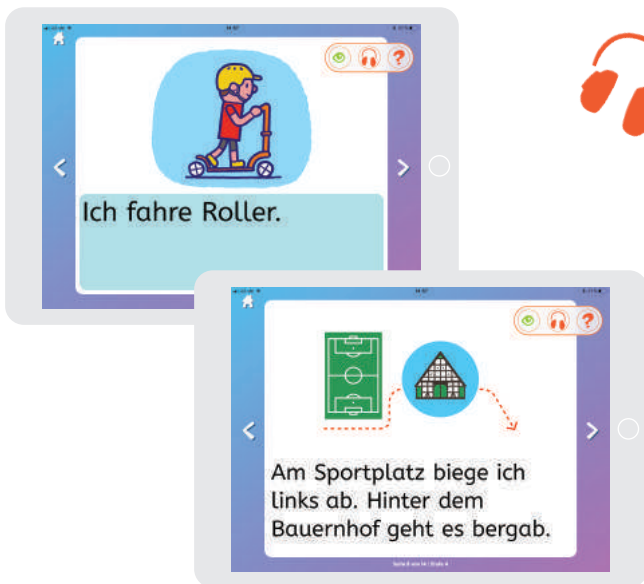 Ich fahre Roller.
?
Am Sportplatz biege ich
links ab. Hinter dem
Bauernhof geht es bergab.
?